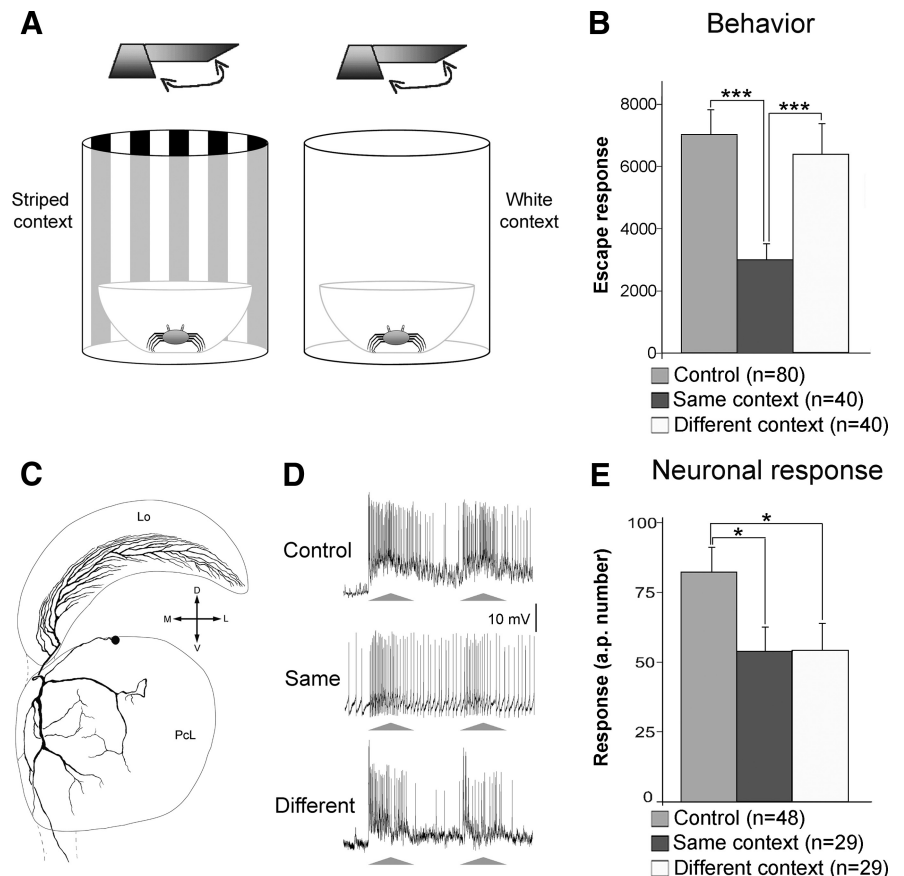 A
Striped
context
White
context
B
Behavior
***
***
Escape response
8000
6000
4000
2000
0
Control (n=80)
Same context (n=40)
Different context (n=40)
C
Lo
D
M
L
V
PcL
D
Control
10 mV
Same
Different
E
Neuronal response
*
*
Response (a.p. number)
100
75
50
25
0
Control (n=48)
Same context (n=29)
Different context (n=29)